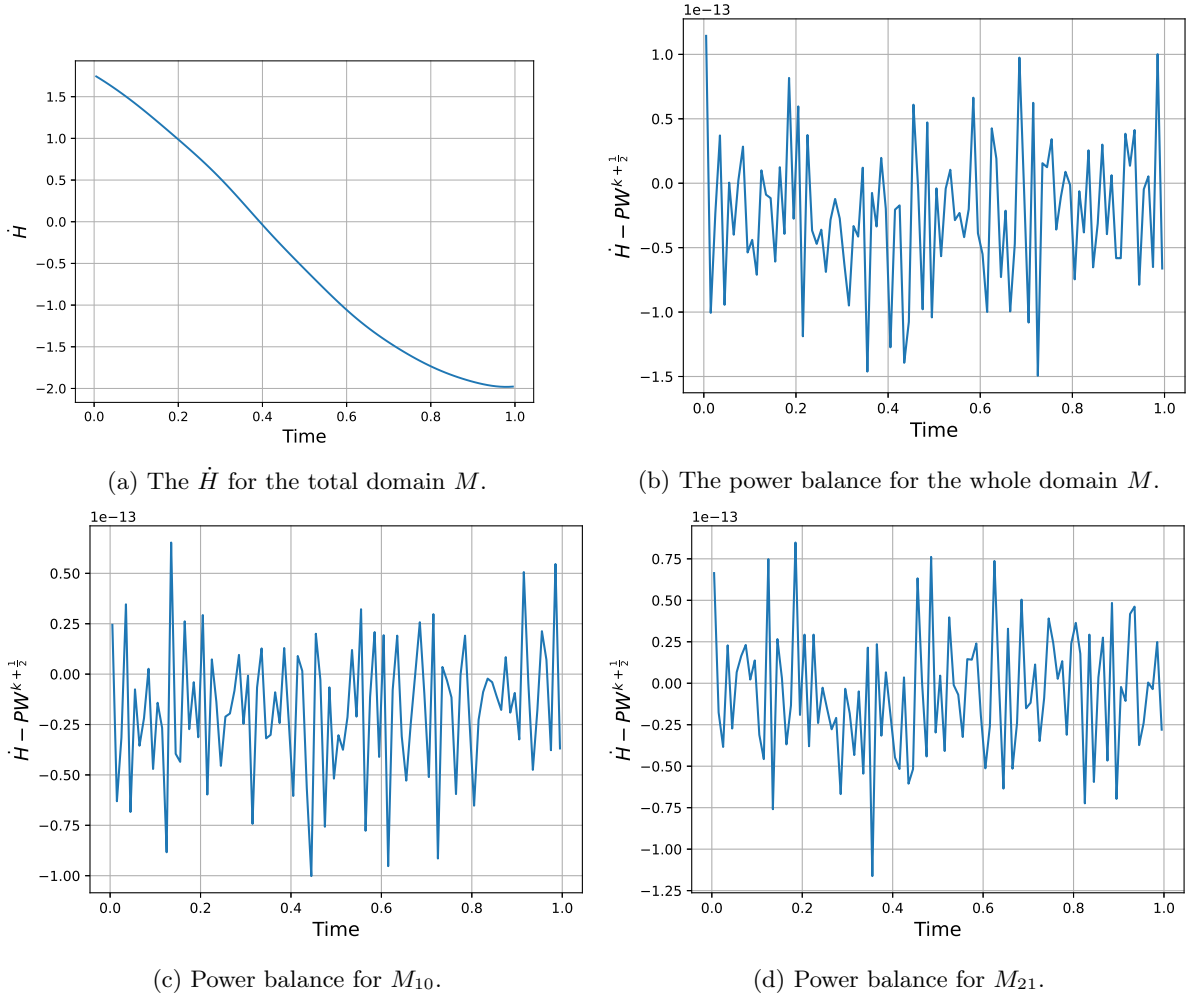 1.5
1.0
0.5
0.0
−0.5
−1.0
−1.5
−2.0
Ḣ
0.0 0.2 0.4 0.6 0.8 1.0
Time
(a) The Ḣ for the total domain M.
1e−13
1.0
0.5
0.0
−0.5
−1.0
−1.5
Ḣ − PW^{k+1/2}
0.0 0.2 0.4 0.6 0.8 1.0
Time
(b) The power balance for the whole domain M.
1e−13
0.50
0.25
0.00
−0.25
−0.50
−0.75
−1.00
Ḣ − PW^{k+1/2}
0.0 0.2 0.4 0.6 0.8 1.0
Time
(c) Power balance for M₁₀.
1e−13
0.75
0.50
0.25
0.00
−0.25
−0.50
−0.75
−1.00
−1.25
Ḣ − PW^{k+1/2}
0.0 0.2 0.4 0.6 0.8 1.0
Time
(d) Power balance for M₂₁.